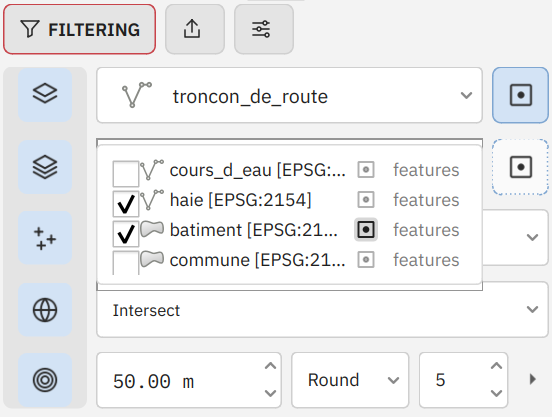 FILTERING
troncon_de_route
cours_d_eau [EPSG:... features
haie [EPSG:2154] features
batiment [EPSG:21... features
commune [EPSG:21... features
Intersect
50.00 m Round 5